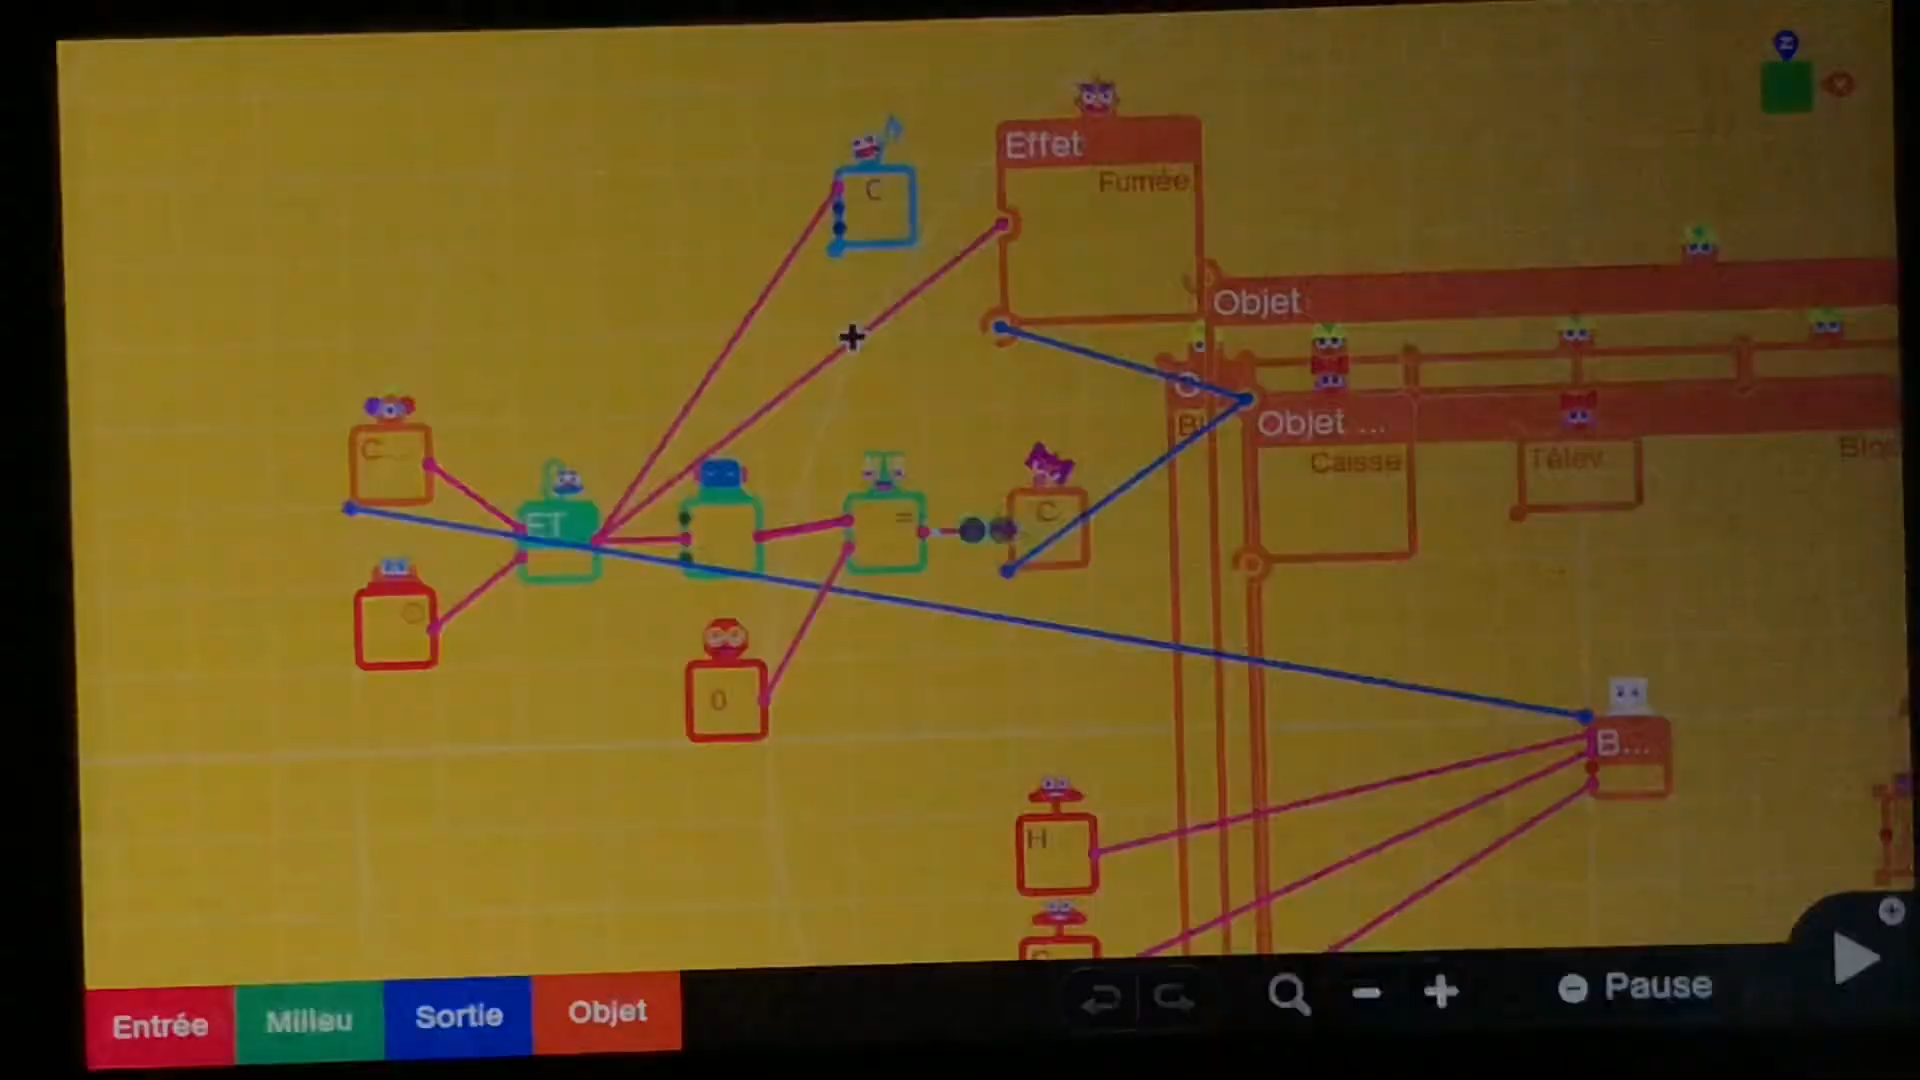 Z
C
Effet
Fumée
Objet
C...
ET
=
C
Objet ...
Caisse
Télév...
0
B...
H
Entrée
Milieu
Sortie
Objet
Pause